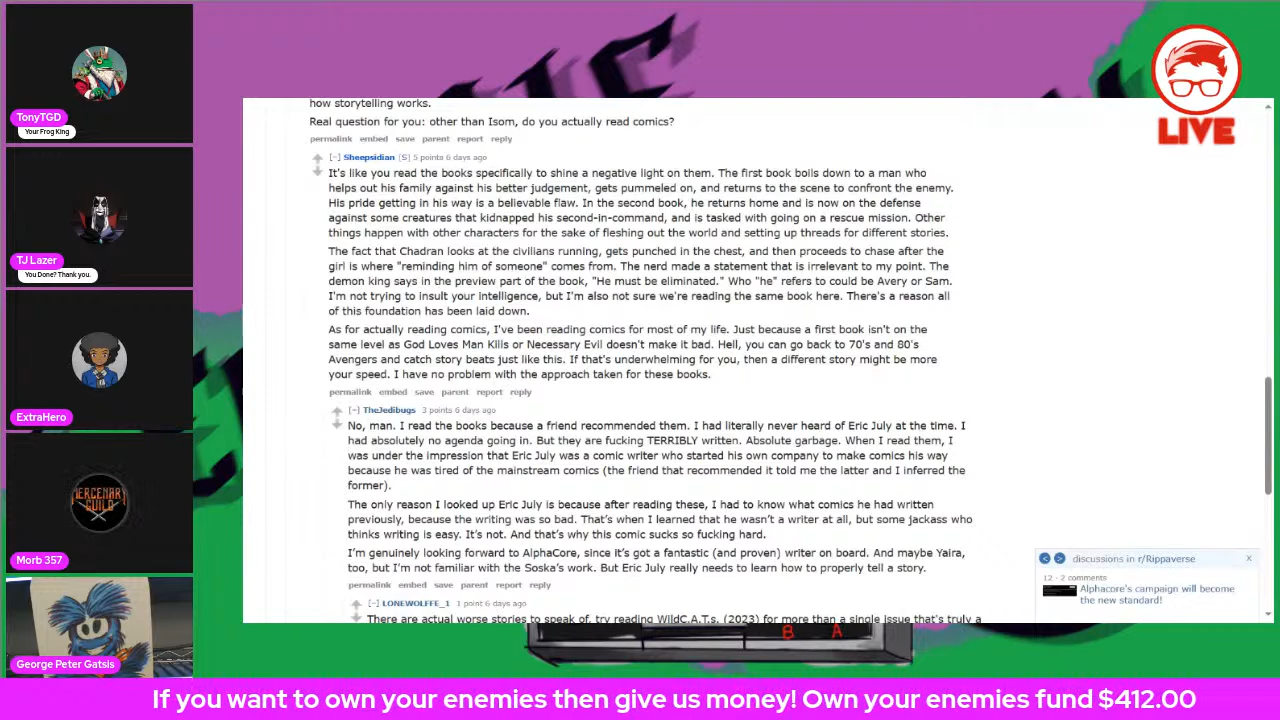 TonyTGD
Your Frog King
TJ Lazer
You Done? Thank you.
ExtraHero
MERCENARY
GUILD
Morb 357
George Peter Gatsis
LIVE
how storytelling works.
Real question for you: other than Isom, do you actually read comics?
permalink embed save parent report reply
[-] Sheepsidian [S] 5 points 6 days ago
It's like you read the books specifically to shine a negative light on them. The first book boils down to a man who
helps out his family against his better judgement, gets pummeled on, and returns to the scene to confront the enemy.
His pride getting in his way is a believable flaw. In the second book, he returns home and is now on the defense
against some creatures that kidnapped his second-in-command, and is tasked with going on a rescue mission. Other
things happen with other characters for the sake of fleshing out the world and setting up threads for different stories.
The fact that Chadran looks at the civilians running, gets punched in the chest, and then proceeds to chase after the
girl is where "reminding him of someone" comes from. The nerd made a statement that is irrelevant to my point. The
demon king says in the preview part of the book, "He must be eliminated." Who "he" refers to could be Avery or Sam.
I'm not trying to insult your intelligence, but I'm also not sure we're reading the same book here. There's a reason all
of this foundation has been laid down.
As for actually reading comics, I've been reading comics for most of my life. Just because a first book isn't on the
same level as God Loves Man Kills or Necessary Evil doesn't make it bad. Hell, you can go back to 70's and 80's
Avengers and catch story beats just like this. If that's underwhelming for you, then a different story might be more
your speed. I have no problem with the approach taken for these books.
permalink embed save parent report reply
[-] TheJedibugs 3 points 6 days ago
No, man. I read the books because a friend recommended them. I had literally never heard of Eric July at the time. I
had absolutely no agenda going in. But they are fucking TERRIBLY written. Absolute garbage. When I read them, I
was under the impression that Eric July was a comic writer who started his own company to make comics his way
because he was tired of the mainstream comics (the friend that recommended it told me the latter and I inferred the
former).
The only reason I looked up Eric July is because after reading these, I had to know what comics he had written
previously, because the writing was so bad. That's when I learned that he wasn't a writer at all, but some jackass who
thinks writing is easy. It's not. And that's why this comic sucks so fucking hard.
I'm genuinely looking forward to AlphaCore, since it's got a fantastic (and proven) writer on board. And maybe Yaira,
too, but I'm not familiar with the Soska's work. But Eric July really needs to learn how to properly tell a story.
permalink embed save parent report reply
[-] LONEWOLFFE_1 1 point 6 days ago
There are actual worse stories to speak of, try reading WildC.A.T.s. (2023) for more than a single issue that's truly a
< > discussions in r/Rippaverse X
12 · 2 comments
Alphacore's campaign will become
the new standard!
B A
If you want to own your enemies then give us money! Own your enemies fund $412.00